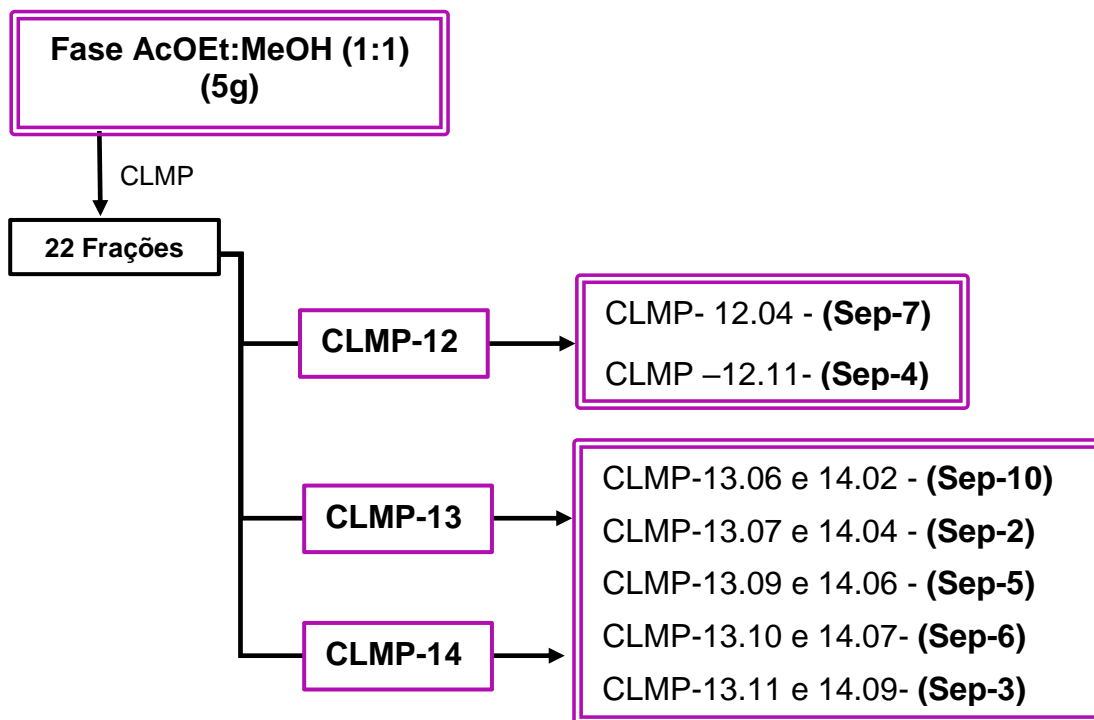 Fase AcOEt:MeOH (1:1)
(5g)
CLMP
22 Frações
CLMP-12
CLMP- 12.04 - (Sep-7)
CLMP –12.11- (Sep-4)
CLMP-13
CLMP-14
CLMP-13.06 e 14.02 - (Sep-10)
CLMP-13.07 e 14.04 - (Sep-2)
CLMP-13.09 e 14.06 - (Sep-5)
CLMP-13.10 e 14.07- (Sep-6)
CLMP-13.11 e 14.09- (Sep-3)